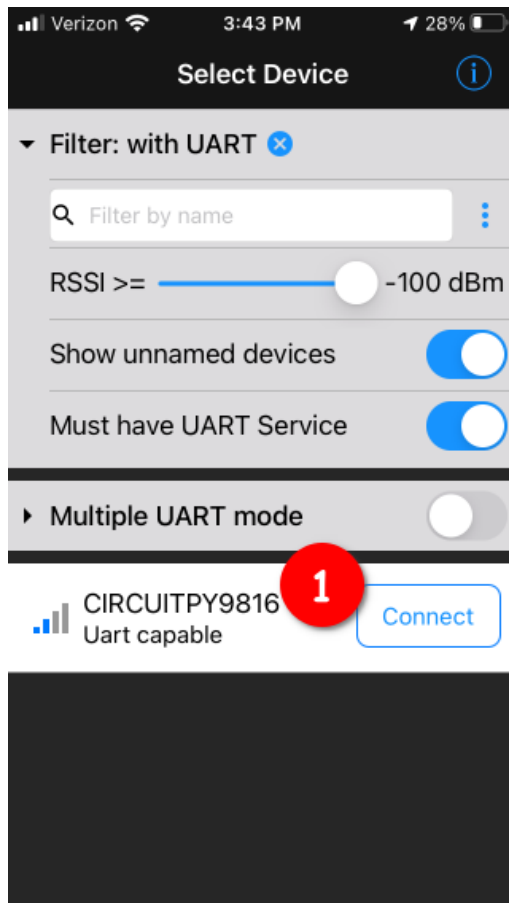 Verizon 3:43 PM 28%
Select Device i
Filter: with UART
Filter by name
RSSI >= -100 dBm
Show unnamed devices
Must have UART Service
Multiple UART mode
1
CIRCUITPY9816 Connect
Uart capable